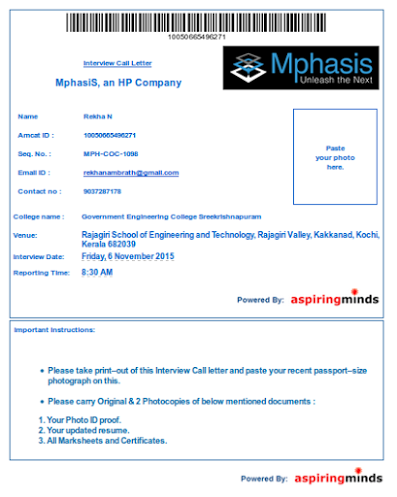 10050665496271
Interview Call Letter
MphasiS, an HP Company
Mphasis
Unleash the Next
Name Rekha N
Amcat ID : 10050665496271
Seq. No. : MPH-COC-1098
Email ID : rekhanambrath@gmail.com
Contact no : 9037287178
Paste
your photo
here.
College name : Government Engineering College Sreekrishnapuram
Venue: Rajagiri School of Engineering and Technology, Rajagiri Valley, Kakkanad, Kochi,
Kerala 682039
Interview Date: Friday, 6 November 2015
Reporting Time: 8:30 AM
Powered By: aspiringminds
Important Instructions:
• Please take print–out of this Interview Call letter and paste your recent passport–size
photograph on this.
• Please carry Original & 2 Photocopies of below mentioned documents :
1. Your Photo ID proof.
2. Your updated resume.
3. All Marksheets and Certificates.
Powered By: aspiringminds